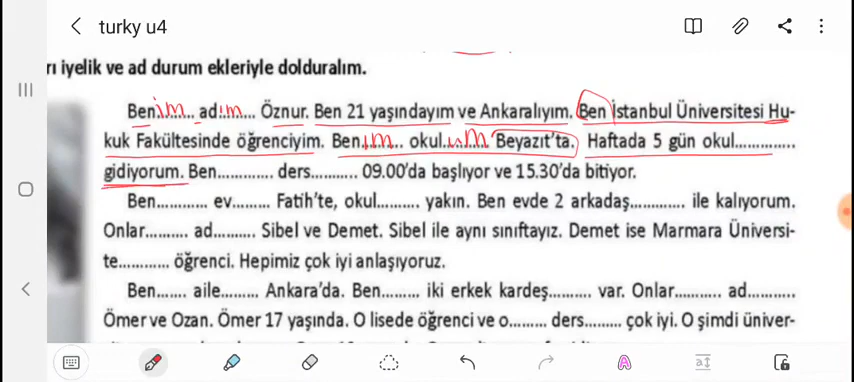 turky u4
rı iyelik ve ad durum ekleriyle dolduralım.
Ben.im... ad.ım... Öznur. Ben 21 yaşındayım ve Ankaralıyım. Ben İstanbul Üniversitesi Hu-
kuk Fakültesinde öğrenciyim. Ben.ım... okul..um.. Beyazıt'ta. Haftada 5 gün okul...............
gidiyorum. Ben............. ders........... 09.00'da başlıyor ve 15.30'da bitiyor.
Ben............ ev......... Fatih'te, okul.......... yakın. Ben evde 2 arkadaş............. ile kalıyorum.
Onlar.......... ad.......... Sibel ve Demet. Sibel ile aynı sınıftayız. Demet ise Marmara Üniversi-
te............ öğrenci. Hepimiz çok iyi anlaşıyoruz.
Ben....... aile......... Ankara'da. Ben......... iki erkek kardeş.......... var. Onlar........... ad...........
Ömer ve Ozan. Ömer 17 yaşında. O lisede öğrenci ve o......... ders......... çok iyi. O şimdi üniver-